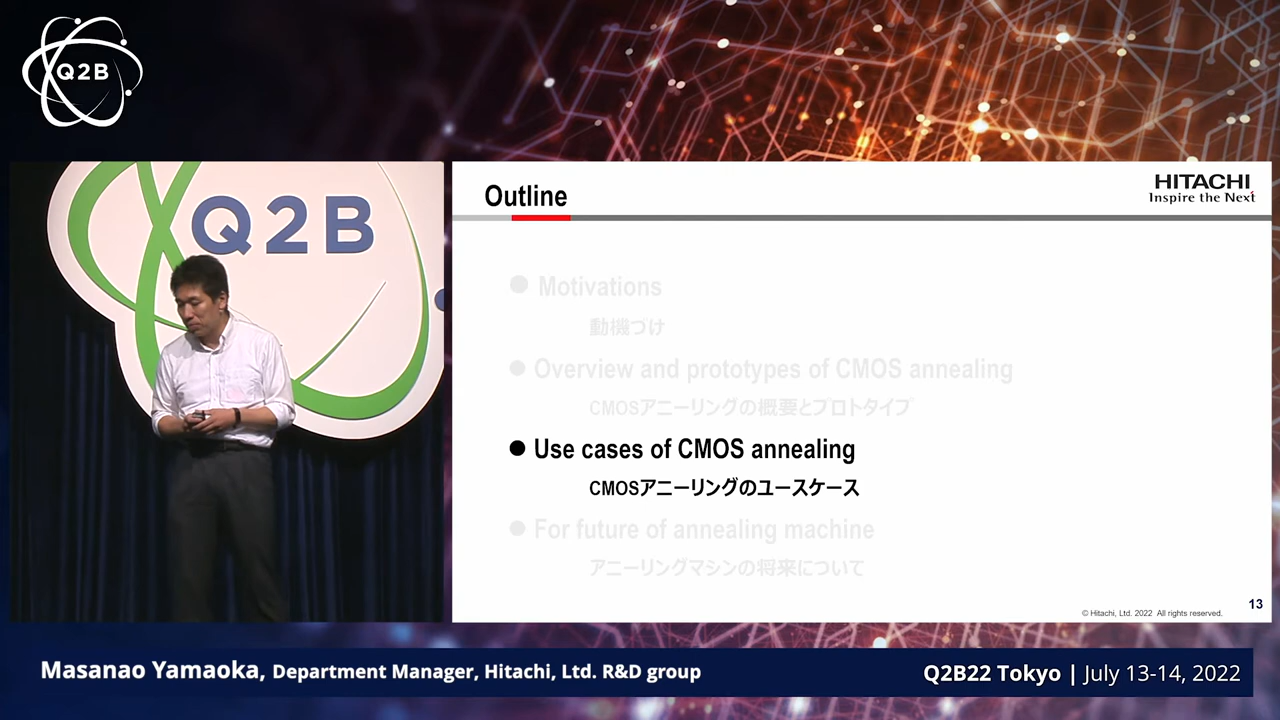 Q2B
Q2B
Outline
HITACHI
Inspire the Next
Motivations
動機づけ
Overview and prototypes of CMOS annealing
CMOSアニーリングの概要とプロトタイプ
Use cases of CMOS annealing
CMOSアニーリングのユースケース
For future of annealing machine
アニーリングマシンの将来について
© Hitachi, Ltd. 2022 All rights reserved.
13
Masanao Yamaoka, Department Manager, Hitachi, Ltd. R&D group
Q2B22 Tokyo | July 13-14, 2022